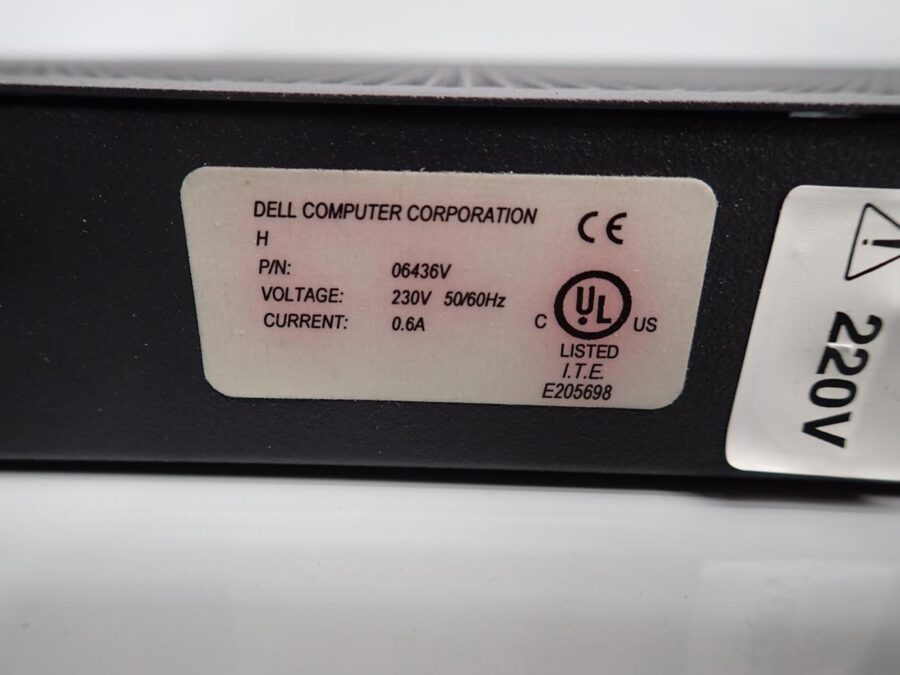 DELL COMPUTER CORPORATION
H
P/N: 06436V
VOLTAGE: 230V 50/60Hz
CURRENT: 0.6A
CE
C UL US
LISTED
I.T.E.
E205698
220V